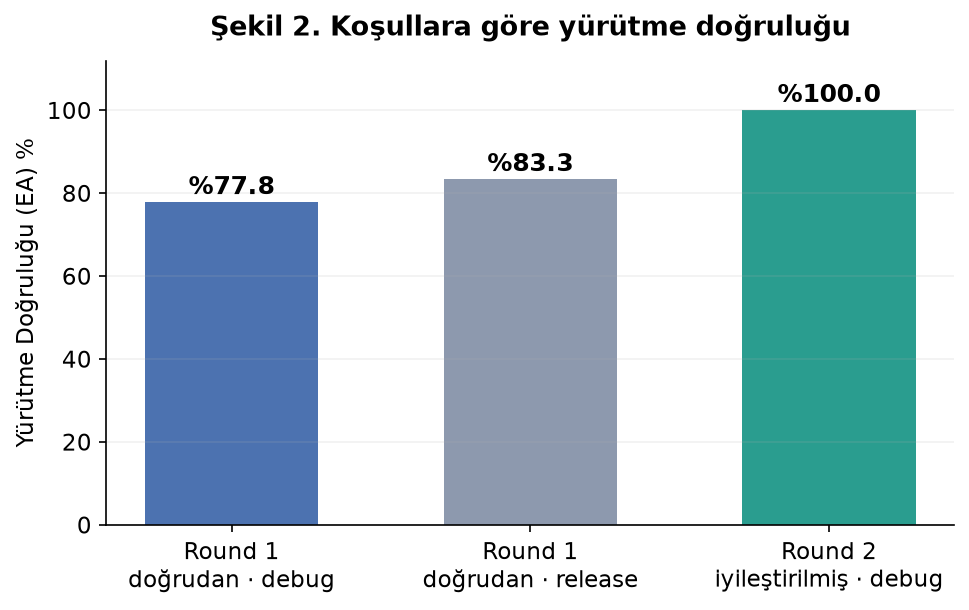 Şekil 2. Koşullara göre yürütme doğruluğu
Yürütme Doğruluğu (EA) %
100
80
60
40
20
0
%77.8
%83.3
%100.0
Round 1
doğrudan · debug
Round 1
doğrudan · release
Round 2
iyileştirilmiş · debug